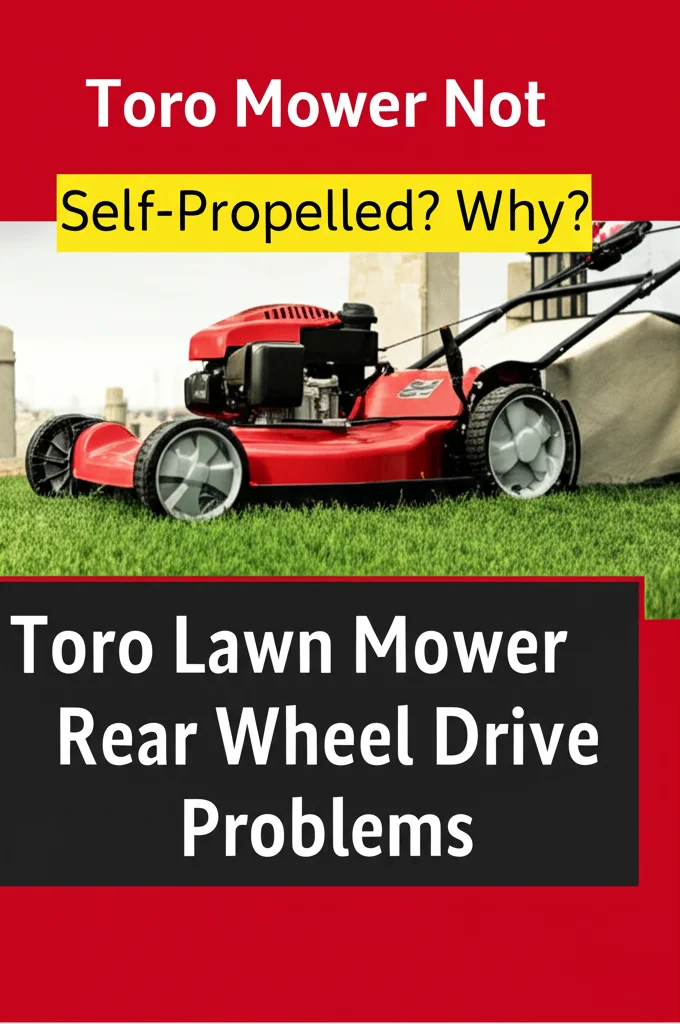 Toro Mower Not
Self-Propelled? Why?
Toro Lawn Mower
Rear Wheel Drive
Problems